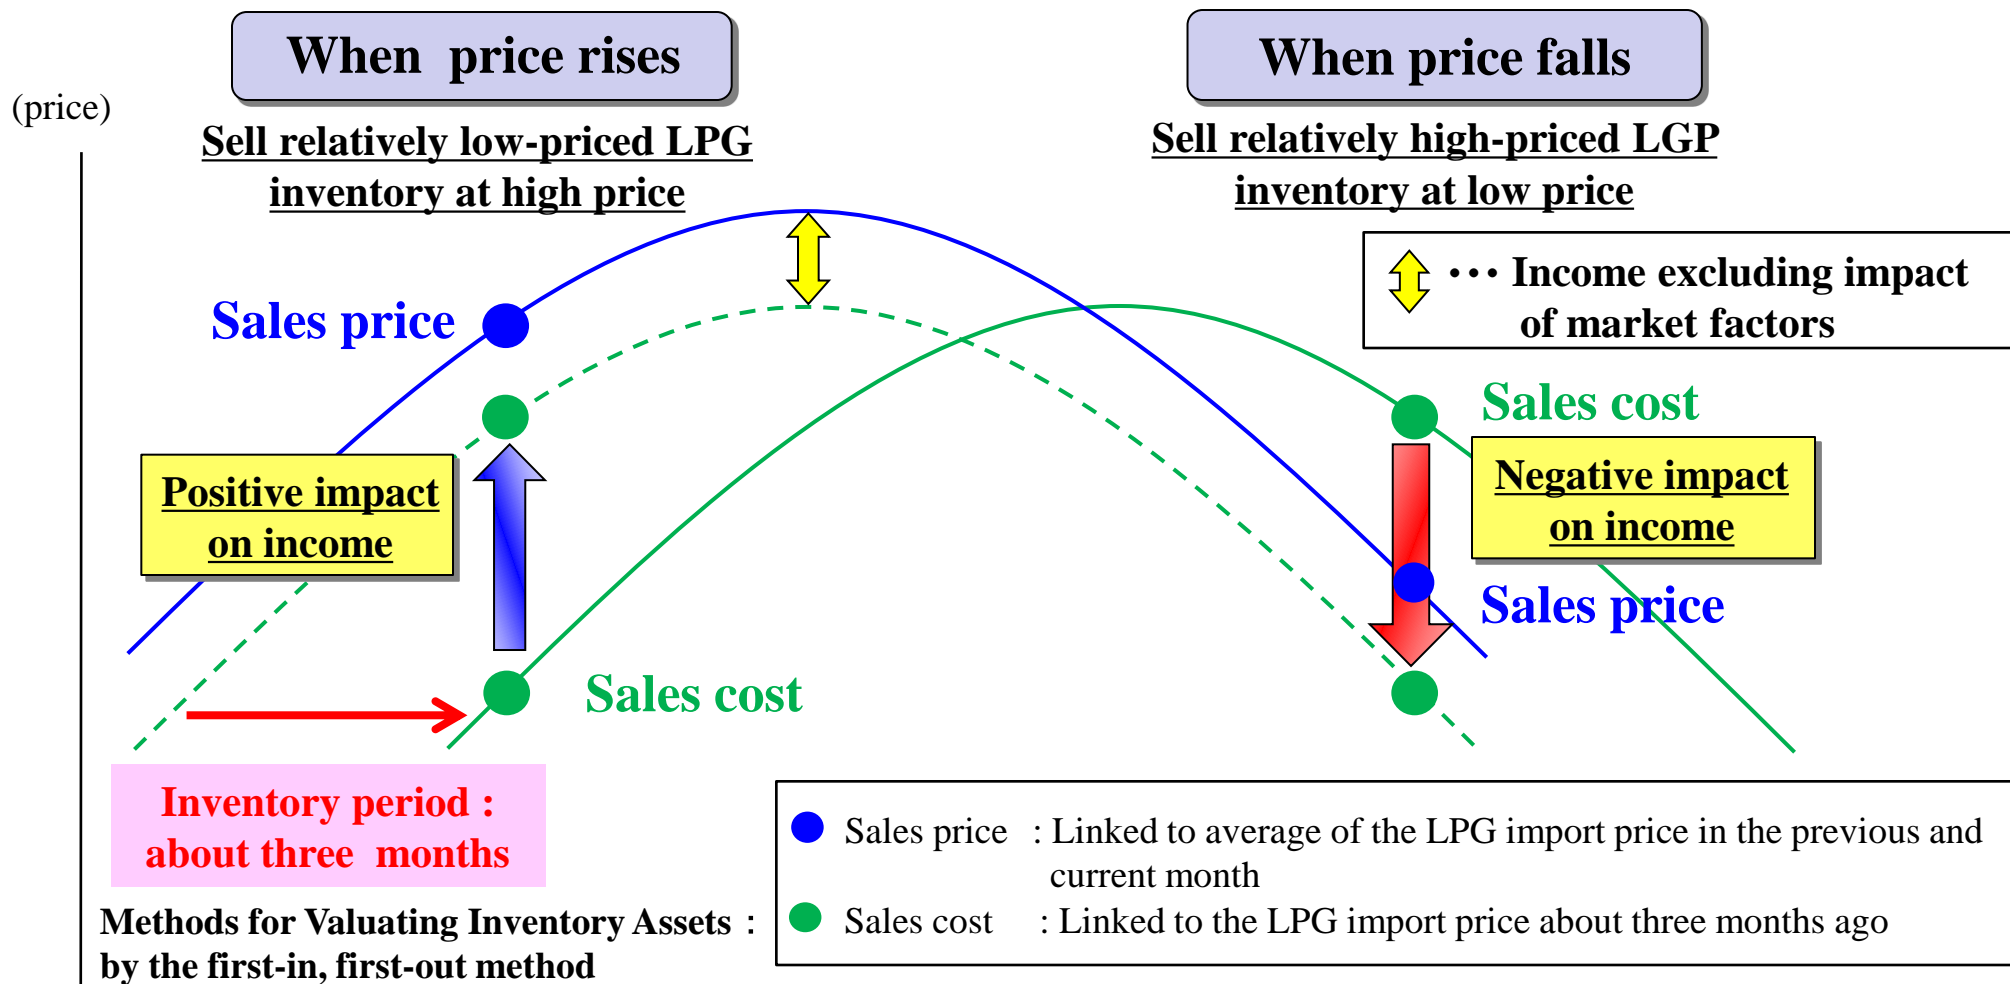 When price rises
When price falls
(price)
Sell relatively low-priced LPG
inventory at high price
Sell relatively high-priced LGP
inventory at low price
… Income excluding impact
of market factors
Sales price
Sales cost
Positive impact
on income
Negative impact
on income
Sales price
Sales cost
Inventory period :
about three months
Sales price : Linked to average of the LPG import price in the previous and
current month
Sales cost : Linked to the LPG import price about three months ago
Methods for Valuating Inventory Assets :
by the first-in, first-out method